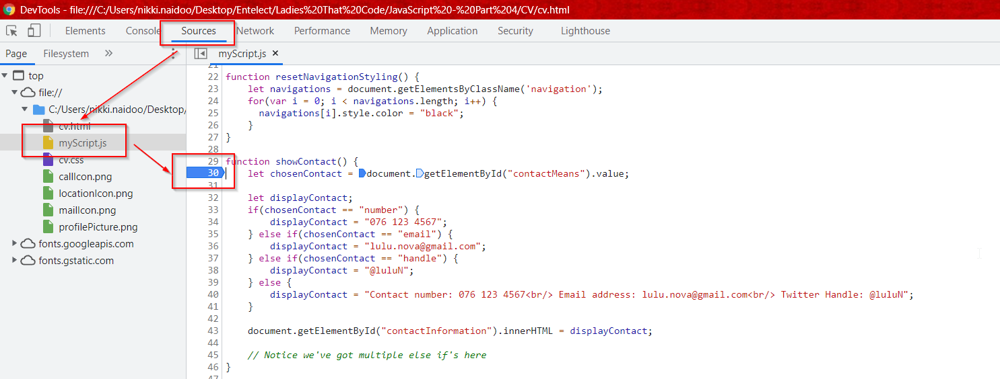 DevTools - file:///C:/Users/nikki.naidoo/Desktop/Entelect/Ladies%20That%20Code/JavaScript%20-%20Part%204/CV/cv.html
Elements Console Sources Network Performance Memory Application Security Lighthouse
Page Filesystem » myScript.js ×
top
file://
C:/Users/nikki.naidoo/Desktop/
cv.html
myScript.js
cv.css
callIcon.png
locationIcon.png
mailIcon.png
profilePicture.png
fonts.googleapis.com
fonts.gstatic.com
21
22 function resetNavigationStyling() {
23 let navigations = document.getElementsByClassName('navigation');
24 for(var i = 0; i < navigations.length; i++) {
25 navigations[i].style.color = "black";
26 }
27 }
28
29 function showContact() {
30 let chosenContact = document.getElementById("contactMeans").value;
31
32 let displayContact;
33 if(chosenContact == "number") {
34 displayContact = "076 123 4567";
35 } else if(chosenContact == "email") {
36 displayContact = "lulu.nova@gmail.com";
37 } else if(chosenContact == "handle") {
38 displayContact = "@luluN";
39 } else {
40 displayContact = "Contact number: 076 123 4567<br/> Email address: lulu.nova@gmail.com<br/> Twitter Handle: @luluN";
41 }
42
43 document.getElementById("contactInformation").innerHTML = displayContact;
44
45 // Notice we've got multiple else if's here
46 }
47